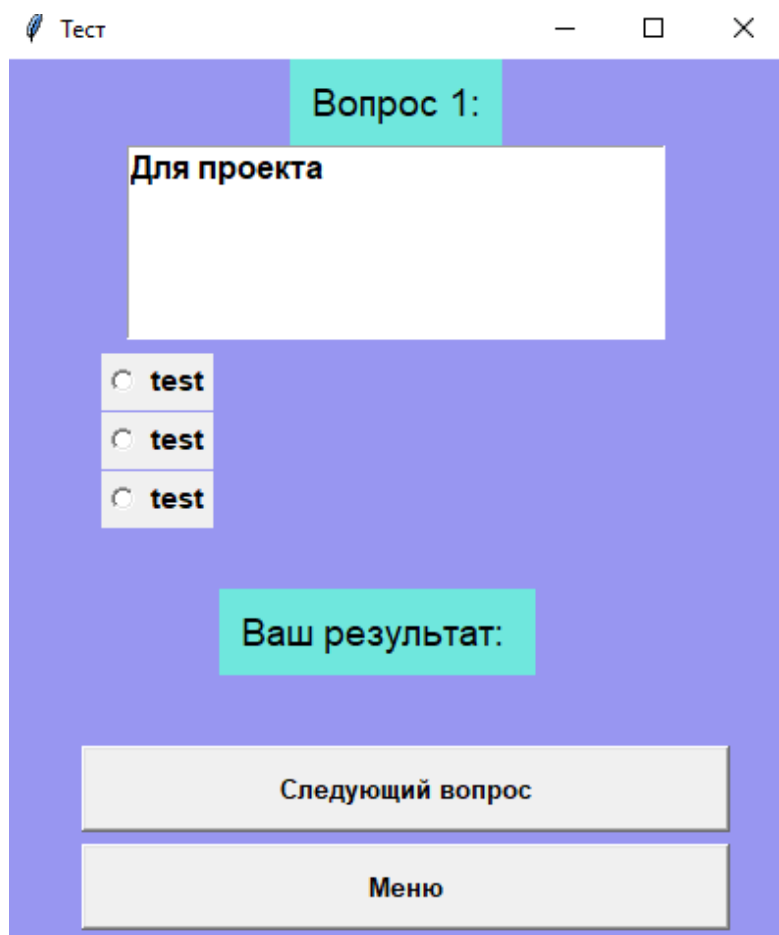 Тест
Вопрос 1:
Для проекта
test
test
test
Ваш результат:
Следующий вопрос
Меню